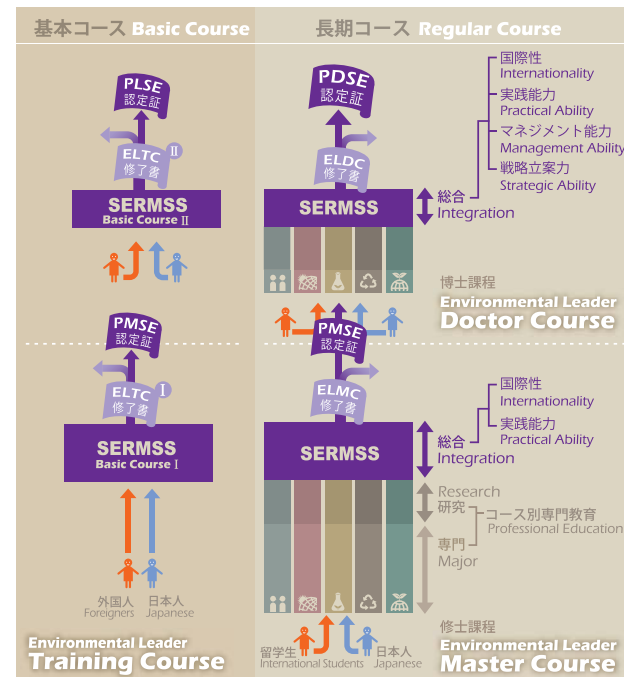 基本コース Basic Course
長期コース Regular Course
PLSE
認定証
ELTC
修了書
II
SERMSS
Basic Course II
PDSE
認定証
ELDC
修了書
SERMSS
総合
Integration
国際性
Internationality
実践能力
Practical Ability
マネジメント能力
Management Ability
戦略立案力
Strategic Ability
博士課程
Environmental Leader
Doctor Course
PMSE
認定証
ELTC
修了書
I
SERMSS
Basic Course I
外国人
Foreigners
日本人
Japanese
Environmental Leader
Training Course
PMSE
認定証
ELMC
修了書
SERMSS
総合
Integration
国際性
Internationality
実践能力
Practical Ability
Research
研究
専門
Major
コース別専門教育
Professional Education
留学生
International Students
日本人
Japanese
修士課程
Environmental Leader
Master Course